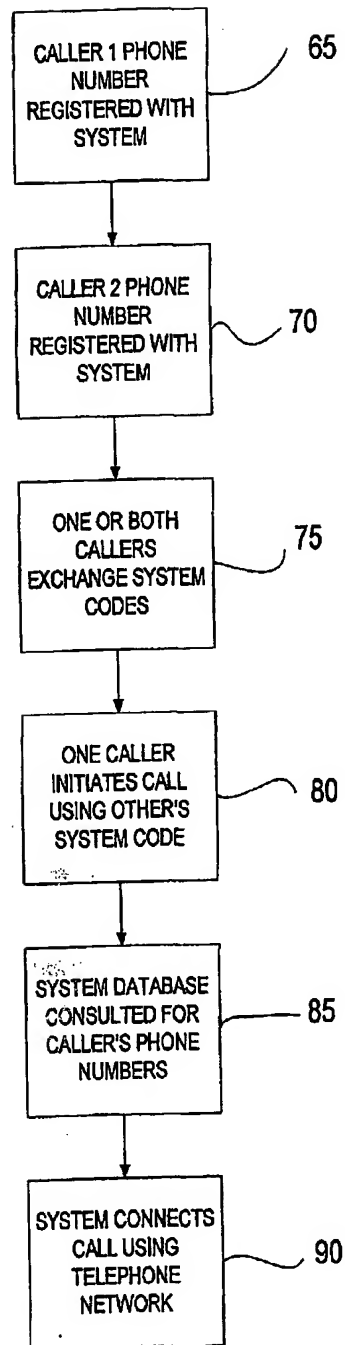 CALLER 1 PHONE
NUMBER
REGISTERED WITH
SYSTEM
65
CALLER 2 PHONE
NUMBER
REGISTERED WITH
SYSTEM
70
ONE OR BOTH
CALLERS
EXCHANGE SYSTEM
CODES
75
ONE CALLER
INITIATES CALL
USING OTHER'S
SYSTEM CODE
80
SYSTEM DATABASE
CONSULTED FOR
CALLER'S PHONE
NUMBERS
85
SYSTEM CONNECTS
CALL USING
TELEPHONE
NETWORK
90